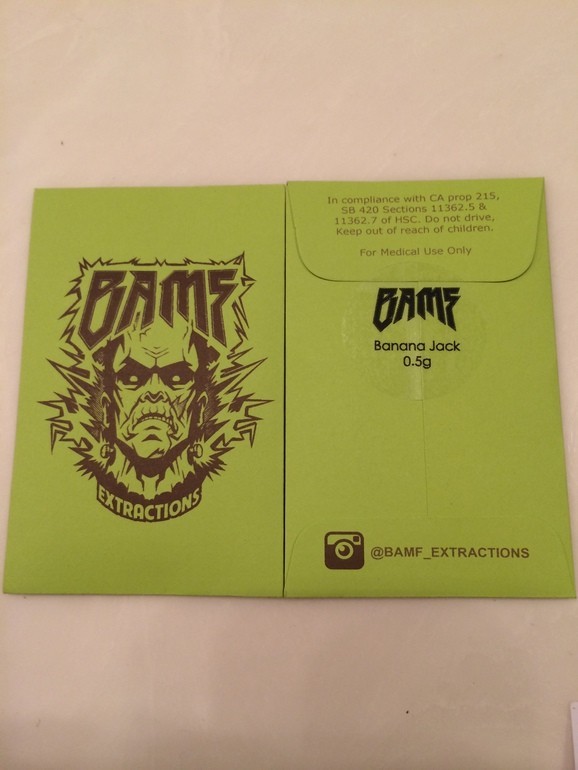 BAMF
EXTRACTIONS
In compliance with CA prop 215,
SB 420 Sections 11362.5 &
11362.7 of HSC. Do not drive,
Keep out of reach of children.
For Medical Use Only
BAMF
Banana Jack
0.5g
@BAMF_EXTRACTIONS